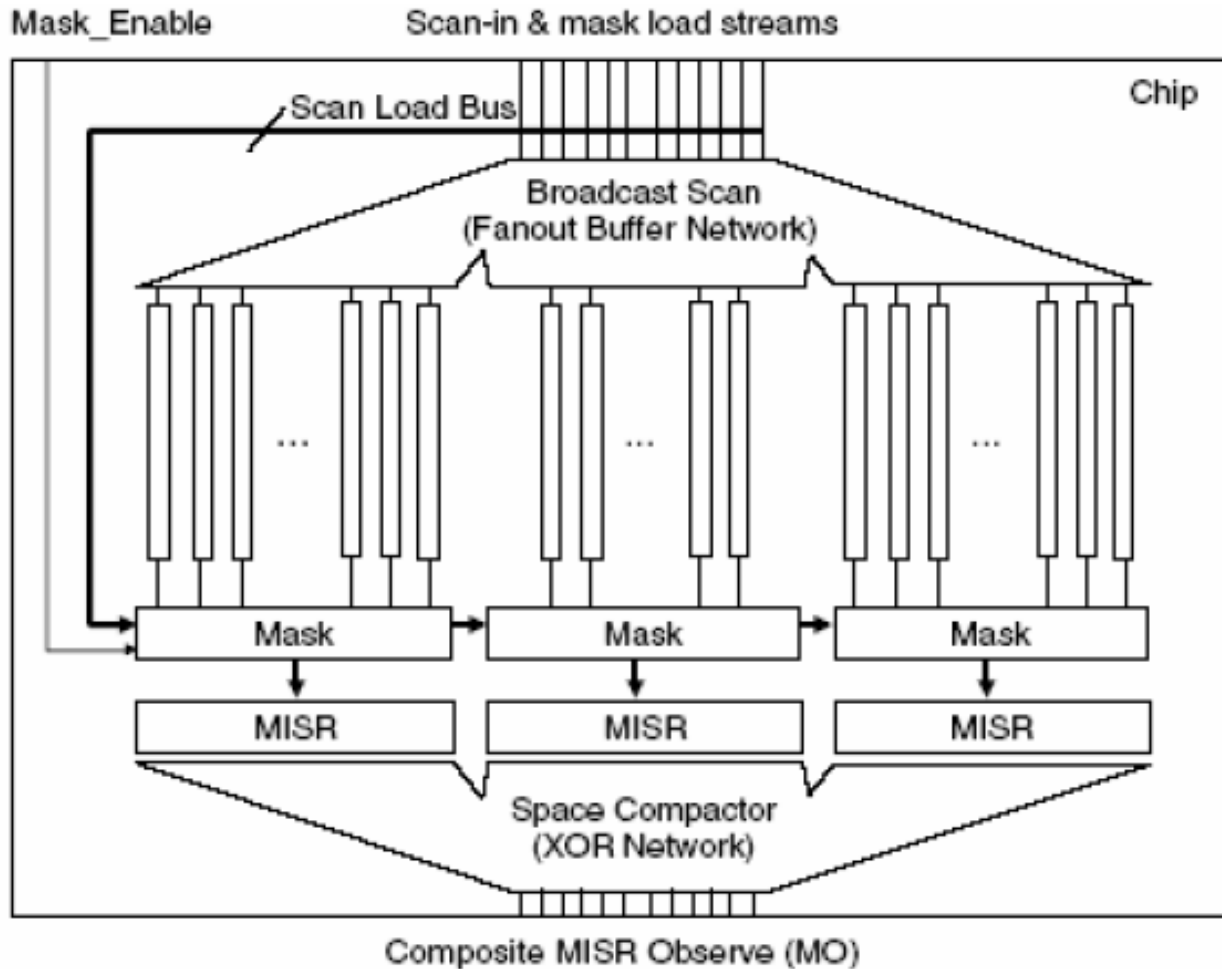 Mask_Enable
Scan-in & mask load streams
Chip
Scan Load Bus
Broadcast Scan
(Fanout Buffer Network)
...
...
...
Mask
Mask
Mask
MISR
MISR
MISR
Space Compactor
(XOR Network)
Composite MISR Observe (MO)